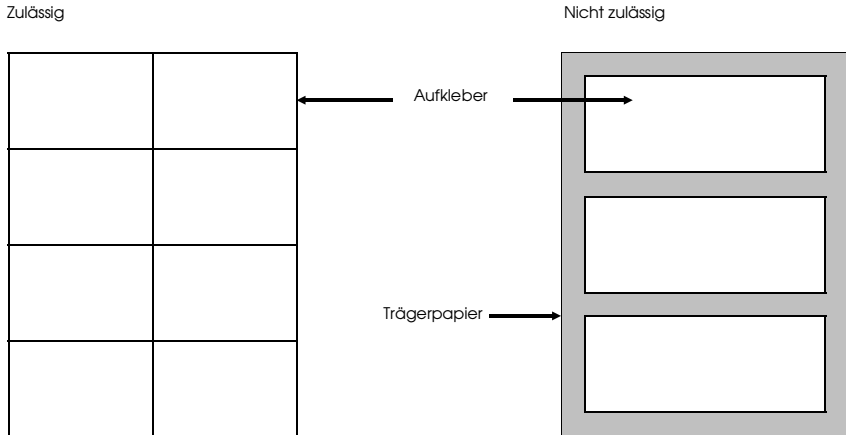 Zulässig
Nicht zulässig
Aufkleber
Trägerpapier